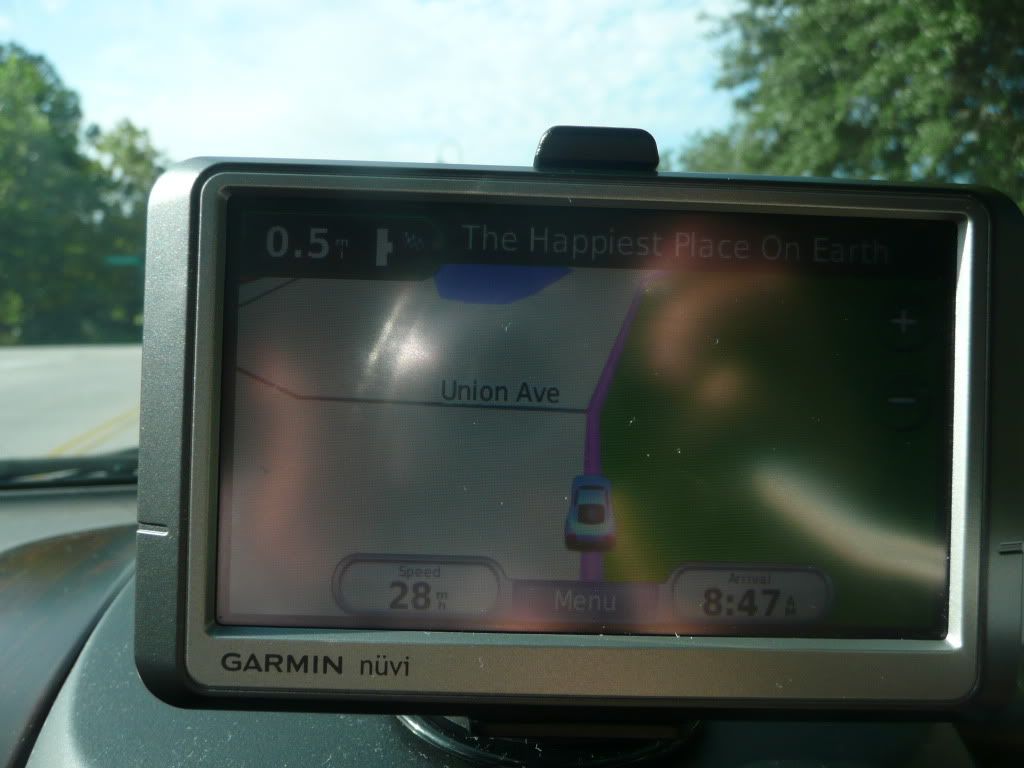 0.5 m The Happiest Place On Earth
Union Ave
Speed
28 m h
Menu
Arrival
8:47 A M
GARMIN nüvi